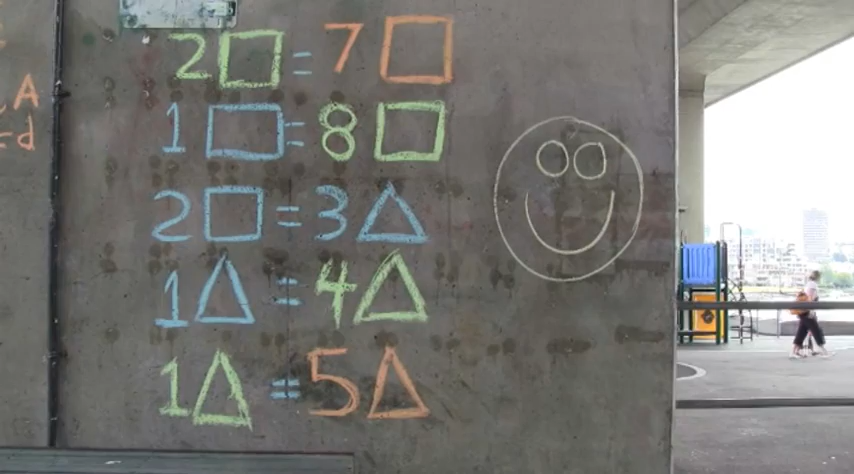 A
d
2 □ = 7 □
1 □ = 8 □
2 □ = 3 △
1 △ = 4 △
1 △ = 5 △